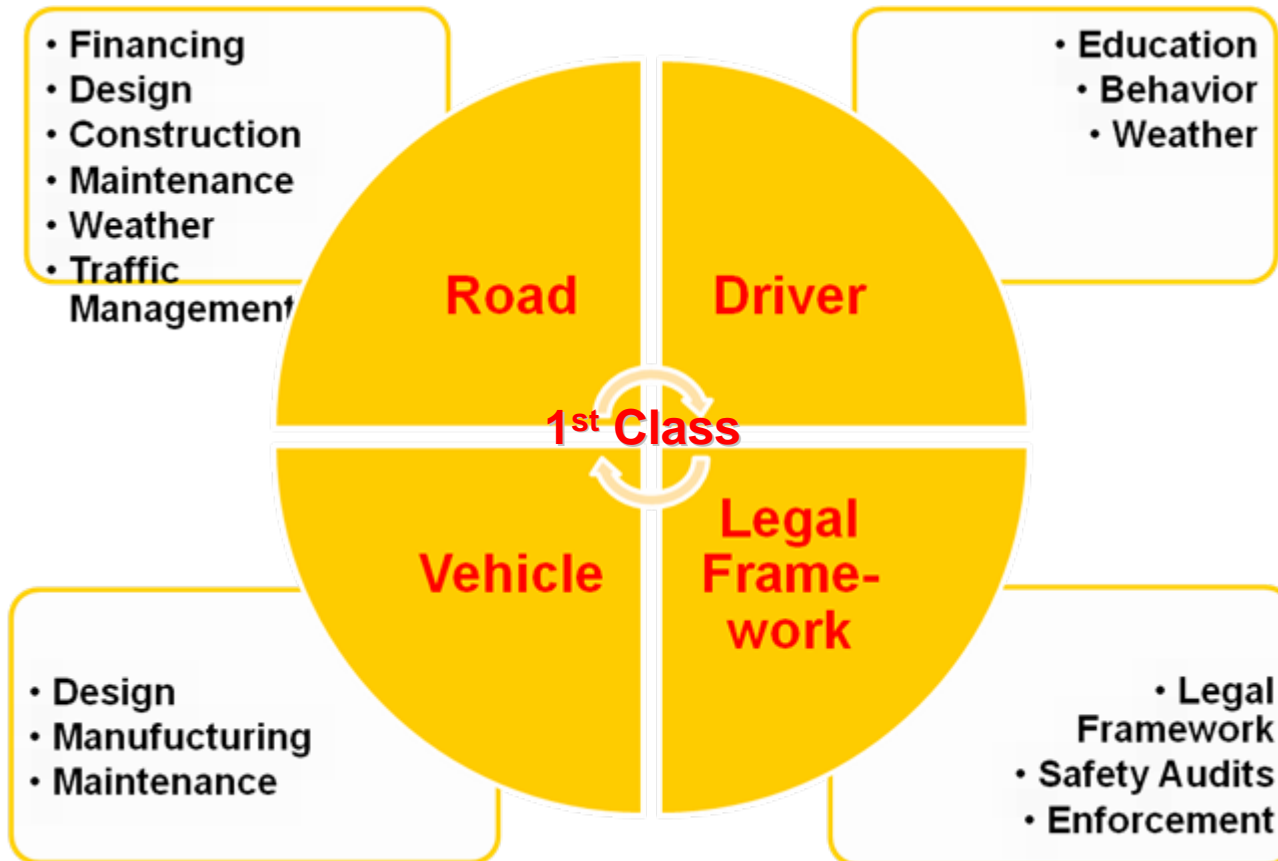 • Financing
• Design
• Construction
• Maintenance
• Weather
• Traffic
Management
• Education
• Behavior
• Weather
Road
Driver
1st Class
Vehicle
Legal
Frame-
work
• Design
• Manufucturing
• Maintenance
• Legal
Framework
• Safety Audits
• Enforcement